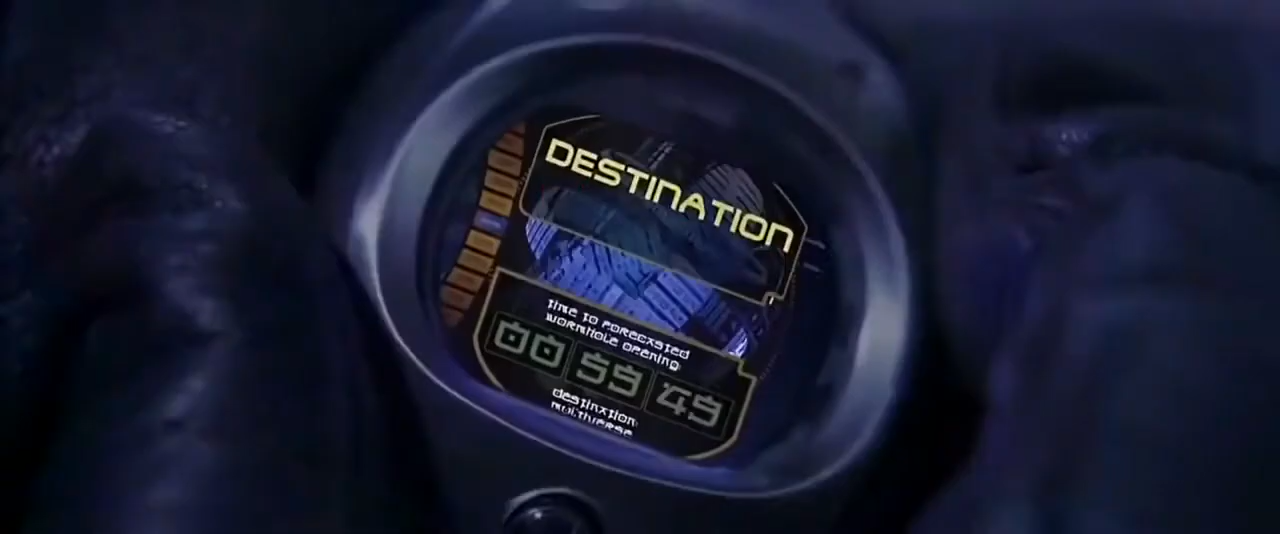 DESTINATION
TIME TO FORECASTED
WORMHOLE OPENING:
00 59 49
DESTINATION:
MULTIVERSE